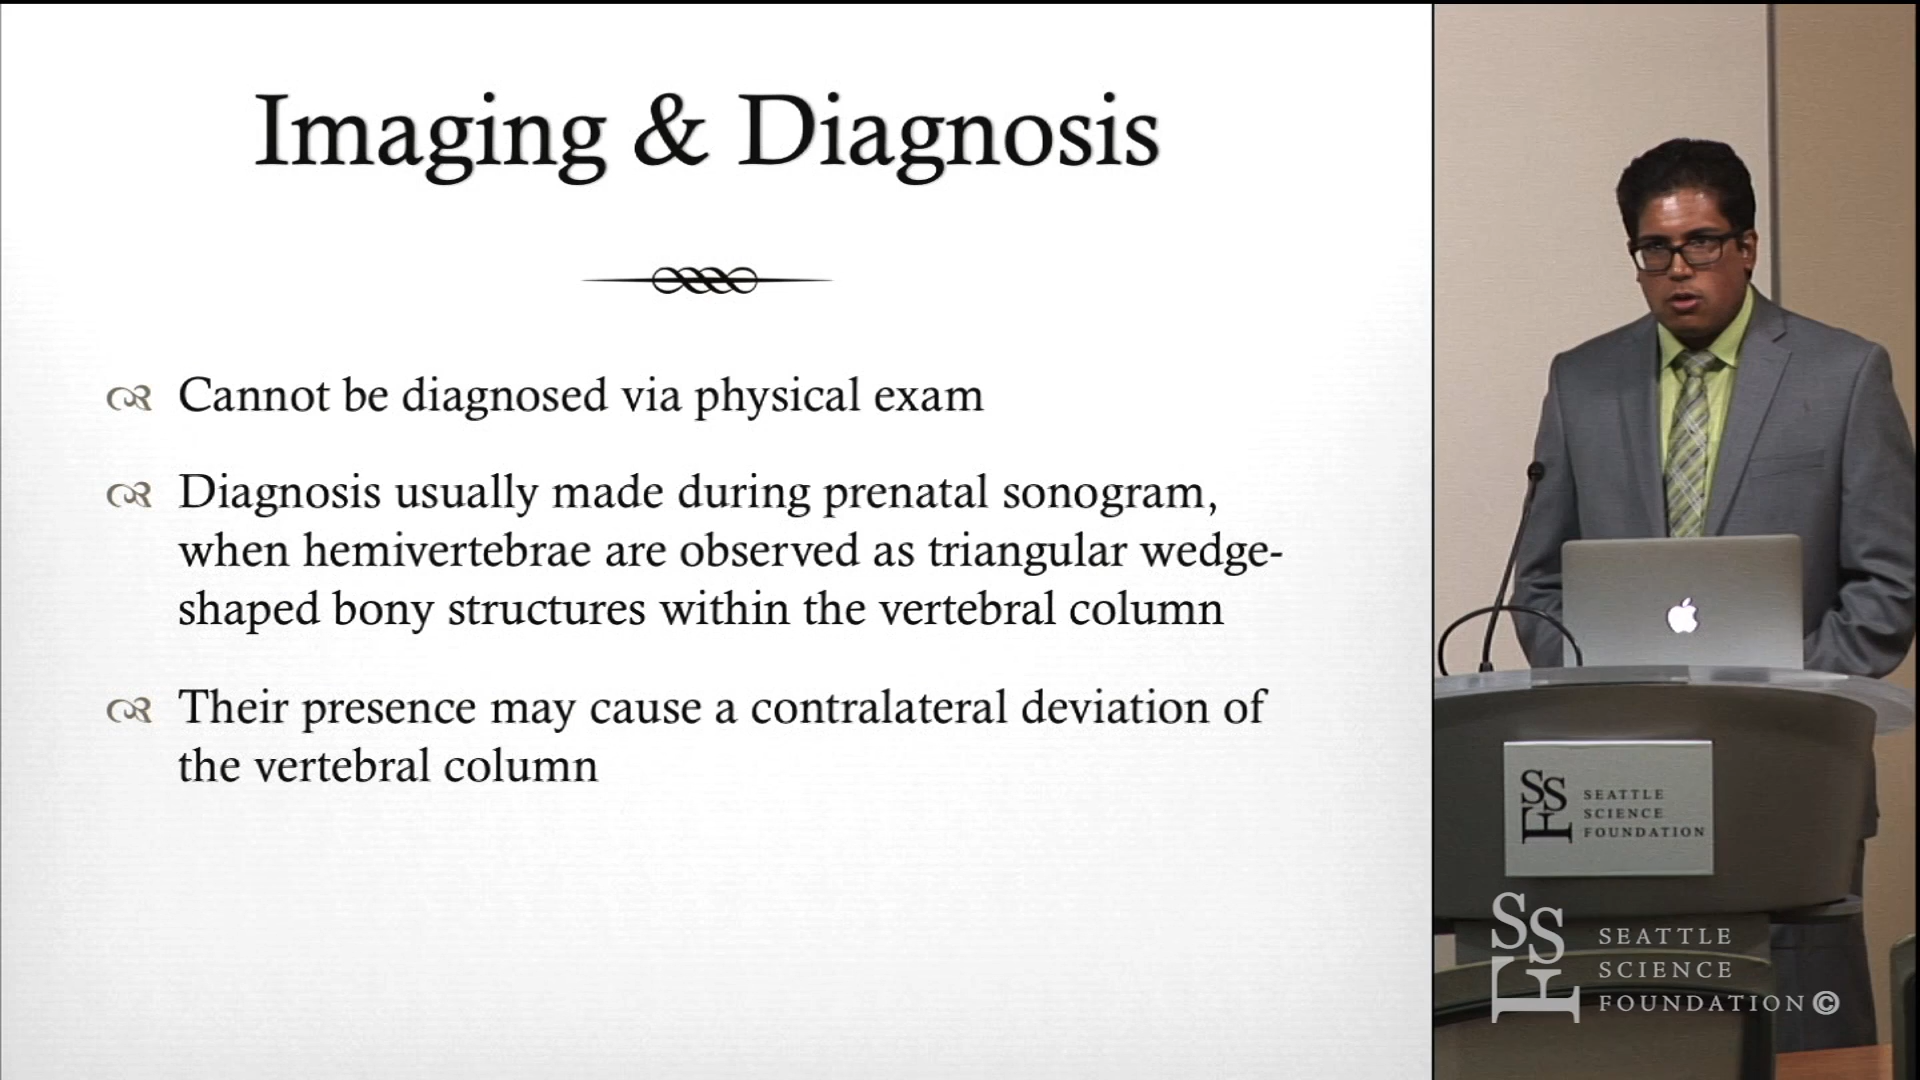 Imaging & Diagnosis
Cannot be diagnosed via physical exam
Diagnosis usually made during prenatal sonogram,
when hemivertebrae are observed as triangular wedge-
shaped bony structures within the vertebral column
Their presence may cause a contralateral deviation of
the vertebral column
SSF
SEATTLE
SCIENCE
FOUNDATION
SSF
SEATTLE
SCIENCE
FOUNDATION©